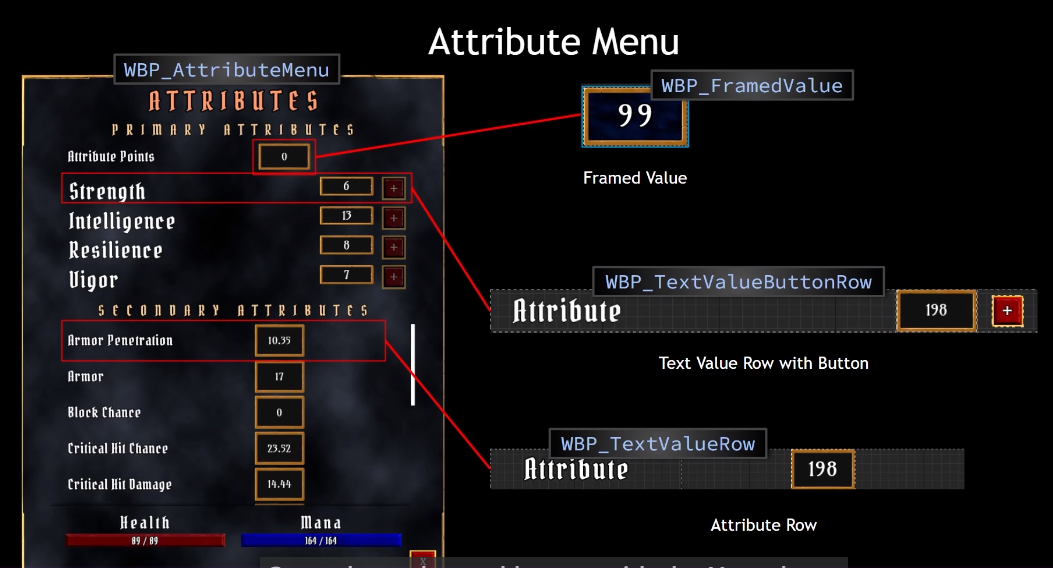 Attribute Menu
WBP_AttributeMenu
ATTRIBUTES
PRIMARY ATTRIBUTES
Attribute Points 0
Strength 6 +
Intelligence 13 +
Resilience 8 +
Vigor 7 +
SECONDARY ATTRIBUTES
Armor Penetration 10.35
Armor 17
Block Chance 0
Critical Hit Chance 23.52
Critical Hit Damage 14.44
Health Mana
89 / 89 164 / 164
X
WBP_FramedValue
99
Framed Value
WBP_TextValueButtonRow
Attribute 198 +
Text Value Row with Button
WBP_TextValueRow
Attribute 198
Attribute Row